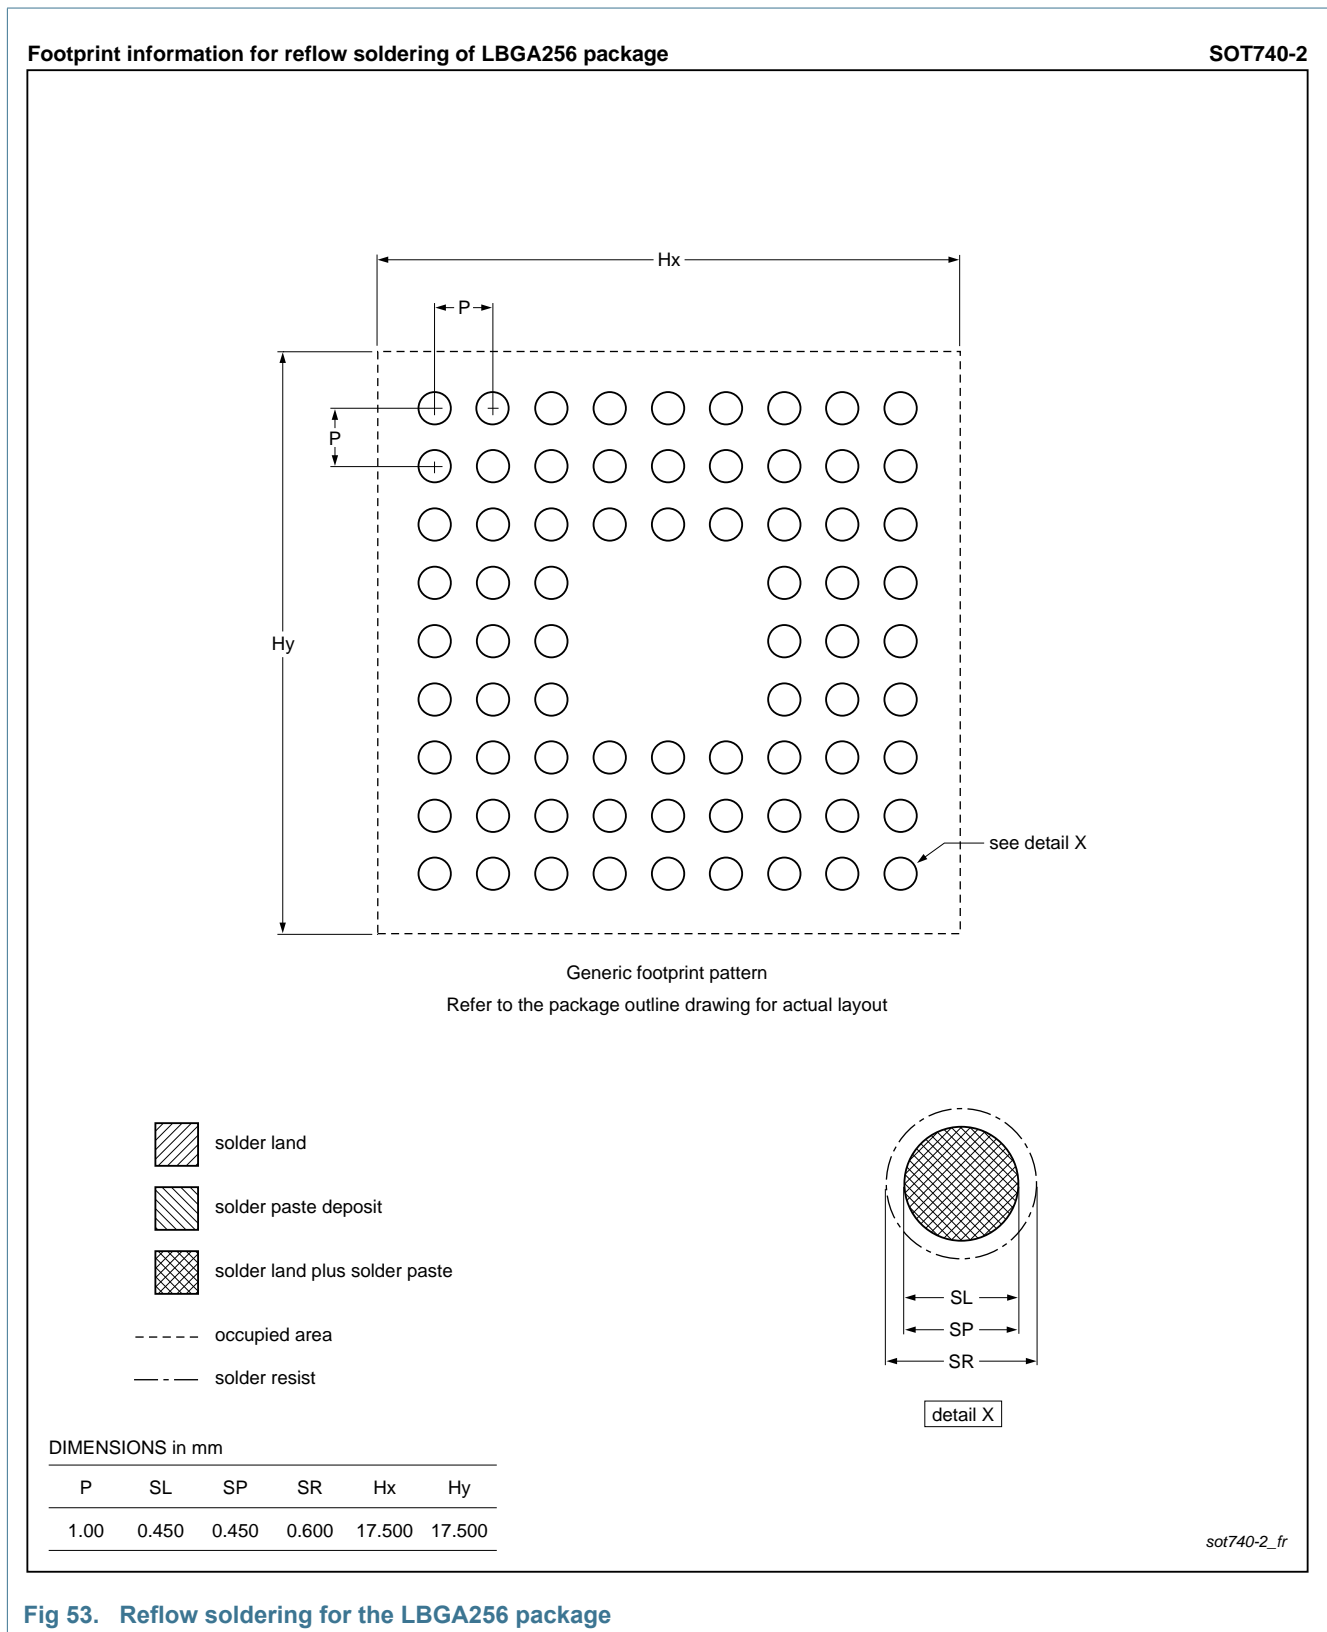 Footprint information for reflow soldering of LBGA256 package SOT740-2
Hx
P
P
Hy
see detail X
Generic footprint pattern
Refer to the package outline drawing for actual layout
solder land
solder paste deposit
solder land plus solder paste
occupied area
solder resist
SL
SP
SR
detail X
DIMENSIONS in mm
P SL SP SR Hx Hy
1.00 0.450 0.450 0.600 17.500 17.500
sot740-2_fr
Fig 53. Reflow soldering for the LBGA256 package